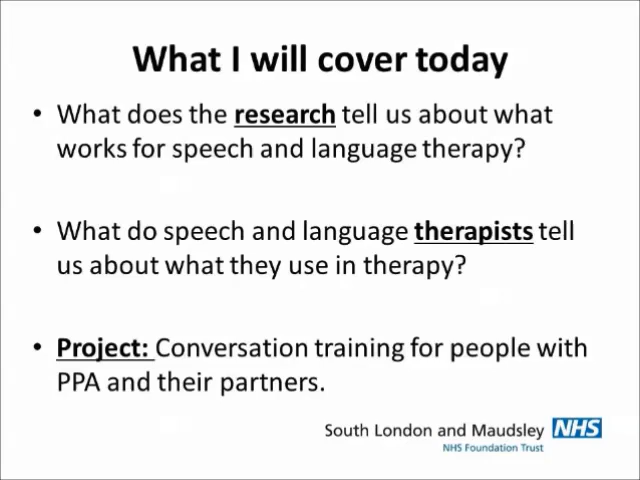 What I will cover today
• What does the research tell us about what
works for speech and language therapy?
• What do speech and language therapists tell
us about what they use in therapy?
• Project: Conversation training for people with
PPA and their partners.
South London and Maudsley NHS
NHS Foundation Trust